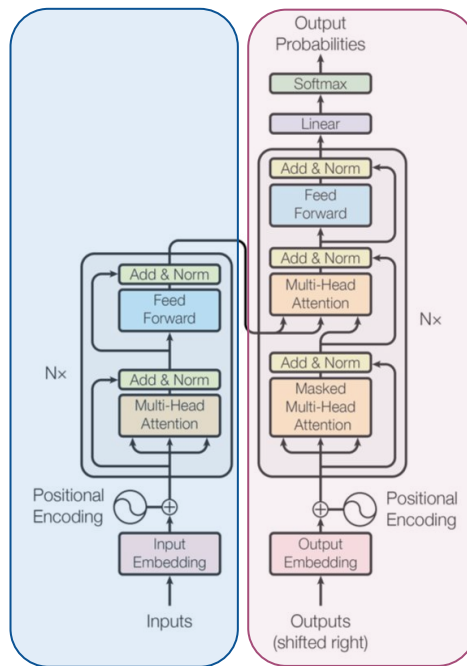 Output
Probabilities
Softmax
Linear
Add & Norm
Feed
Forward
Add & Norm
Multi-Head
Attention
Add & Norm
Masked
Multi-Head
Attention
Nx
Positional
Encoding
Output
Embedding
Outputs
(shifted right)
Add & Norm
Feed
Forward
Add & Norm
Multi-Head
Attention
Nx
Positional
Encoding
Input
Embedding
Inputs